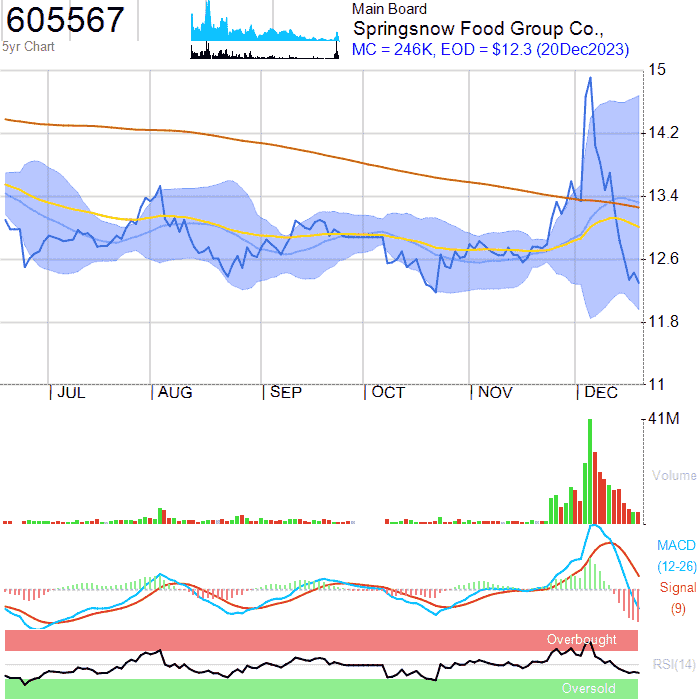 605567
5yr Chart
Main Board
Springsnow Food Group Co.,
MC = 246K, EOD = $12.3 (20Dec2023)
15
14.2
13.4
12.6
11.8
11
JUL
AUG
SEP
OCT
NOV
DEC
41M
Volume
MACD
(12-26)
Signal
(9)
Overbought
RSI(14)
Oversold